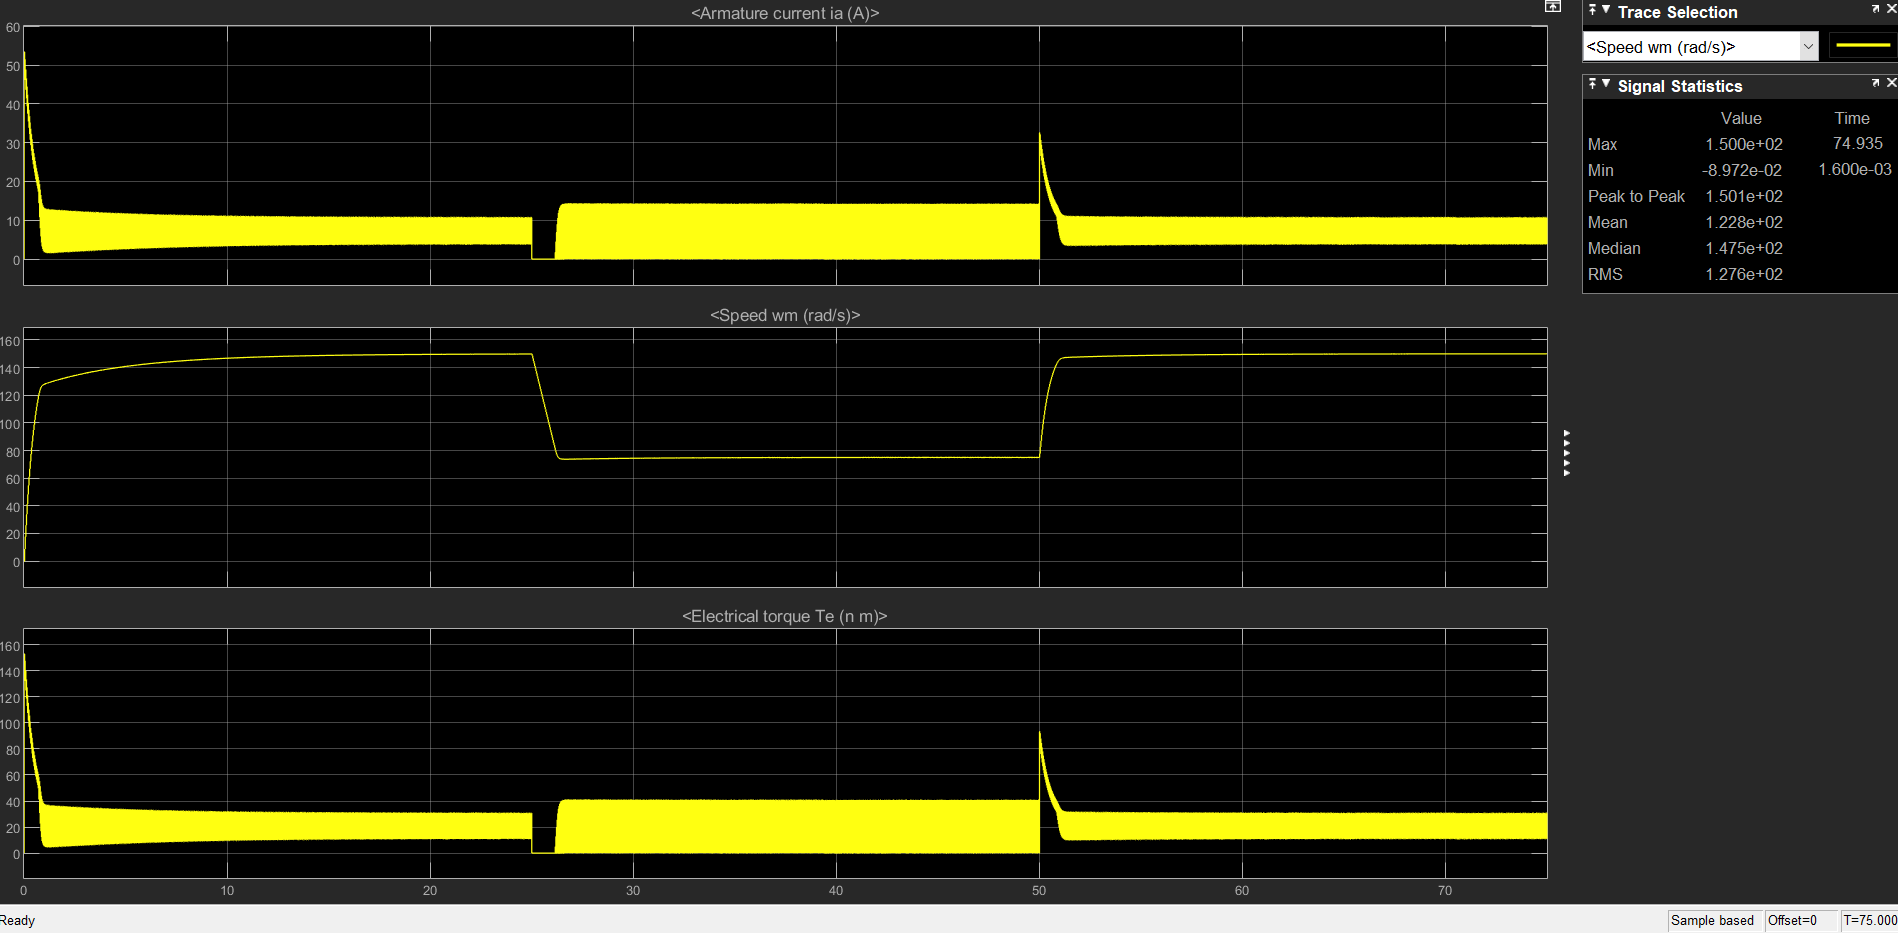 <Armature current ia (A)>
60
50
40
30
20
10
0
<Speed wm (rad/s)>
160
140
120
100
80
60
40
20
0
<Electrical torque Te (n m)>
160
140
120
100
80
60
40
20
0
0 10 20 30 40 50 60 70
Trace Selection
<Speed wm (rad/s)>
Signal Statistics
Value Time
Max 1.500e+02 74.935
Min -8.972e-02 1.600e-03
Peak to Peak 1.501e+02
Mean 1.228e+02
Median 1.475e+02
RMS 1.276e+02
Ready
Sample based Offset=0 T=75.000